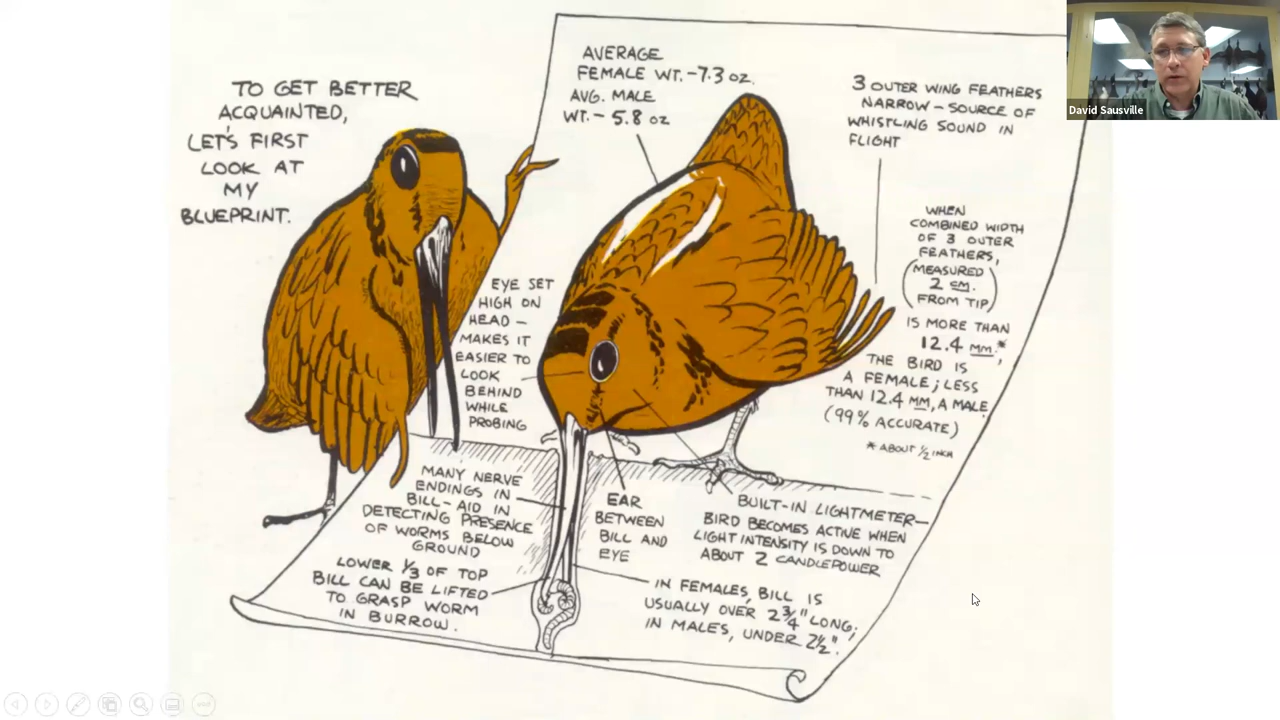 TO GET BETTER
ACQUAINTED,
LET'S FIRST
LOOK AT
MY
BLUEPRINT.
AVERAGE
FEMALE WT. - 7.3 OZ.
AVG. MALE
WT. - 5.8 OZ
3 OUTER WING FEATHERS
NARROW - SOURCE OF
WHISTLING SOUND IN
FLIGHT
WHEN
COMBINED WIDTH
OF 3 OUTER
FEATHERS,
(MEASURED
2 CM.
FROM TIP)
IS MORE THAN
12.4 MM.*,
THE BIRD IS
A FEMALE; LESS
THAN 12.4 MM, A MALE.
(99% ACCURATE)
* ABOUT 1/2 INCH
EYE SET
HIGH ON
HEAD -
MAKES IT
EASIER TO
LOOK
BEHIND
WHILE
PROBING
MANY NERVE
ENDINGS IN
BILL - AID IN
DETECTING PRESENCE
OF WORMS BELOW
GROUND
LOWER 1/3 OF TOP
BILL CAN BE LIFTED
TO GRASP WORM
IN BURROW.
EAR
BETWEEN
BILL AND
EYE
BUILT-IN LIGHTMETER-
BIRD BECOMES ACTIVE WHEN
LIGHT INTENSITY IS DOWN TO
ABOUT 2 CANDLEPOWER
IN FEMALES, BILL IS
USUALLY OVER 2 3/4" LONG;
IN MALES, UNDER 2 1/2".
David Sausville